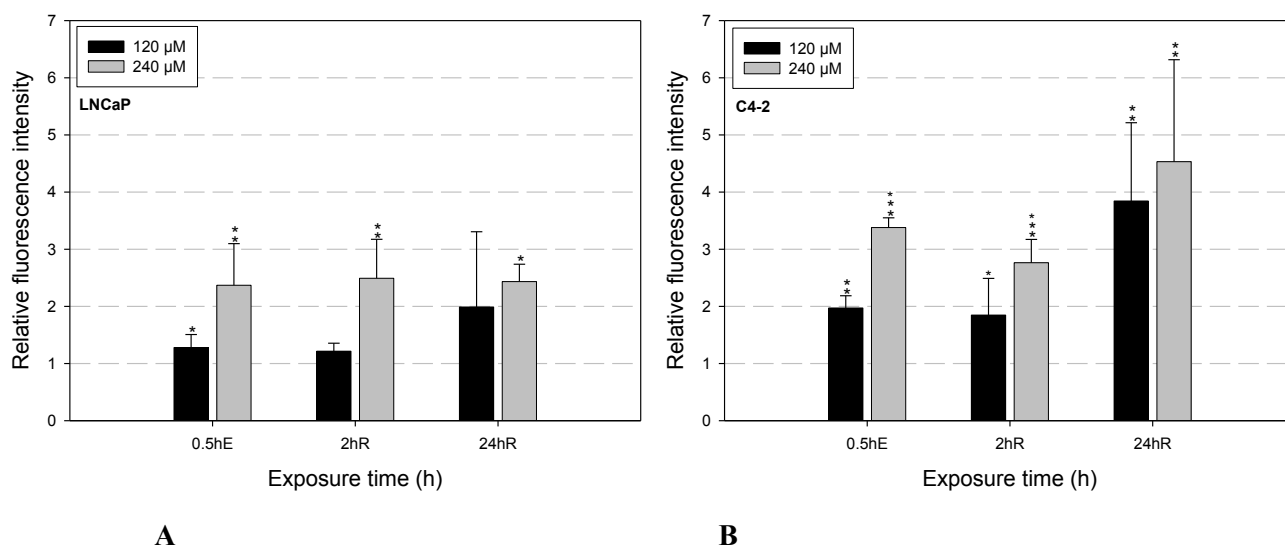 7
6
5
4
3
2
1
0
Relative fluorescence intensity
120 µM
240 µM
LNCaP
*
**
**
*
0.5hE
2hR
24hR
Exposure time (h)
A
7
6
5
4
3
2
1
0
Relative fluorescence intensity
120 µM
240 µM
C4-2
**
***
*
***
**
**
0.5hE
2hR
24hR
Exposure time (h)
B